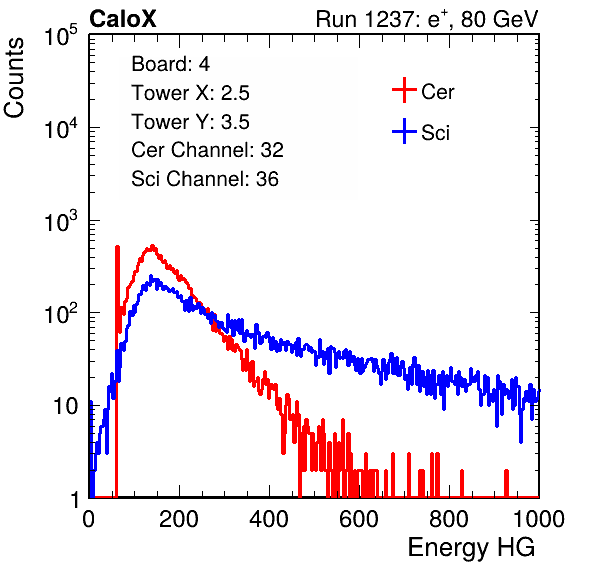 CaloX Run 1237: e⁺, 80 GeV
Counts
Board: 4
Tower X: 2.5
Tower Y: 3.5
Cer Channel: 32
Sci Channel: 36
Cer
Sci
10⁵
10⁴
10³
10²
10
1
0 200 400 600 800 1000
Energy HG